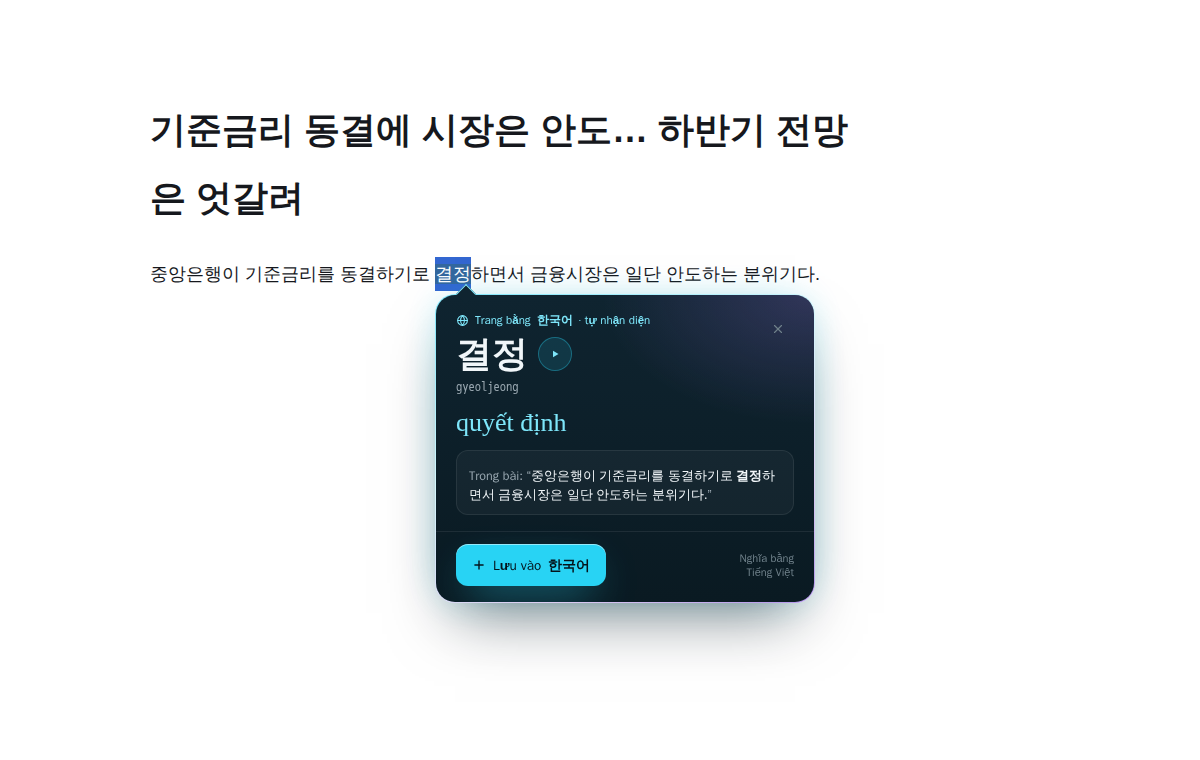 기준금리 동결에 시장은 안도... 하반기 전망
은 엇갈려
중앙은행이 기준금리를 동결하기로 결정하면서 금융시장은 일단 안도하는 분위기다.
Trang bằng 한국어 · tự nhận diện
결정
gyeoljeong
quyết định
Trong bài: "중앙은행이 기준금리를 동결하기로 결정하
면서 금융시장은 일단 안도하는 분위기다."
Lưu vào 한국어
Nghĩa bằng
Tiếng Việt